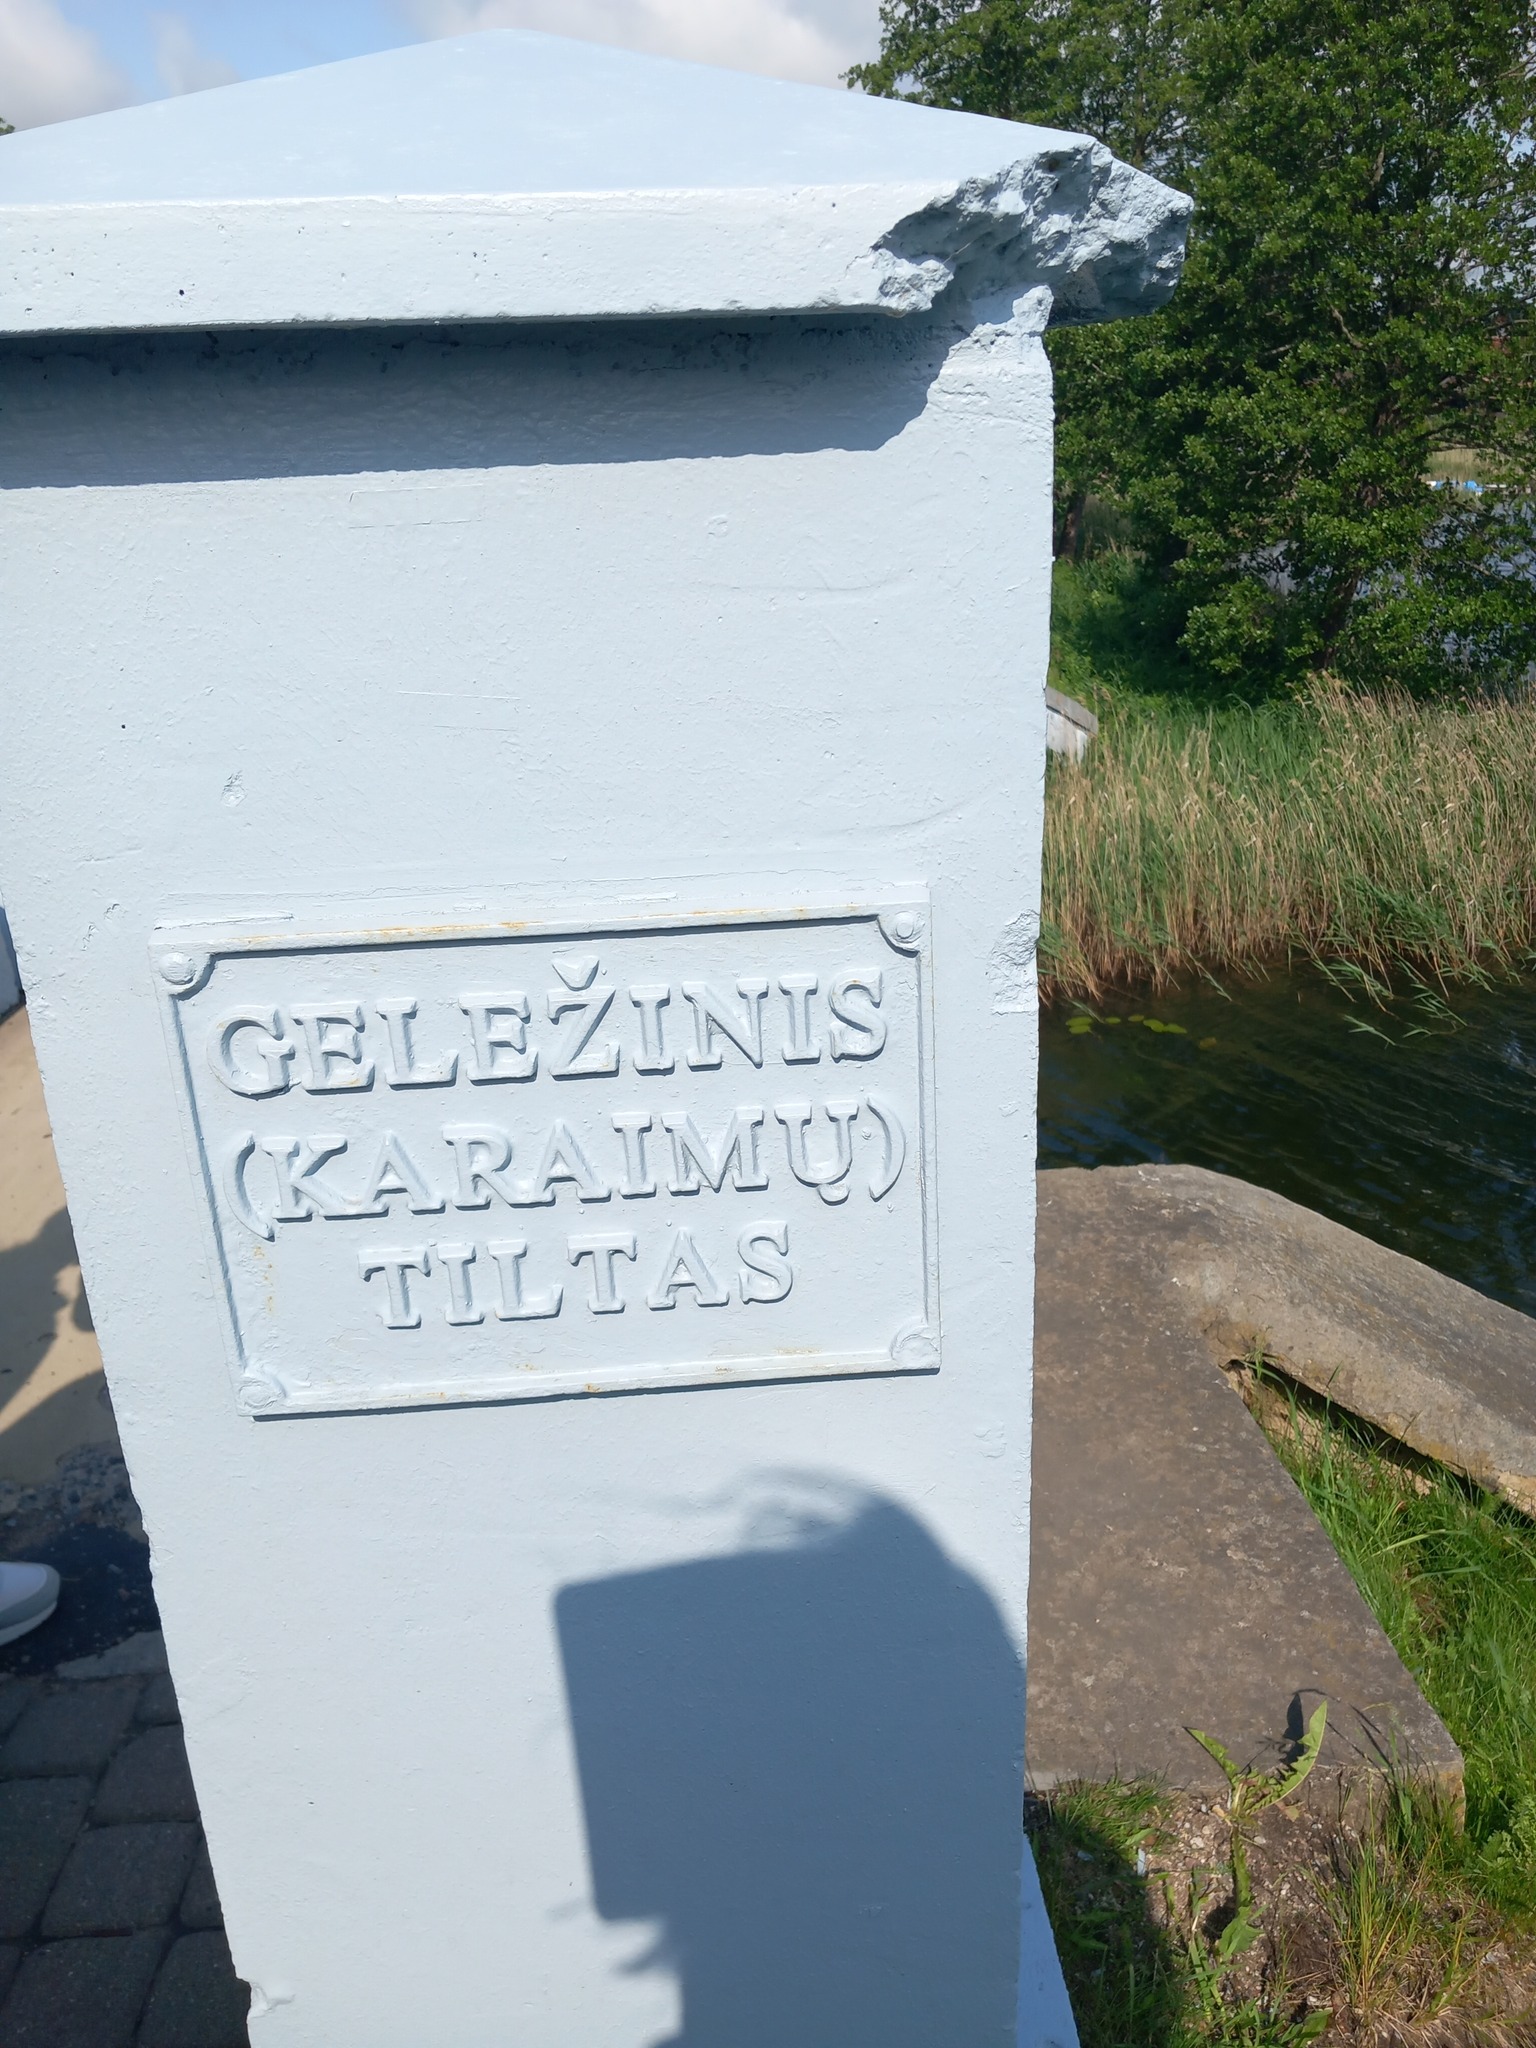 GELEŽINIS
(KARAIMŲ)
TILTAS